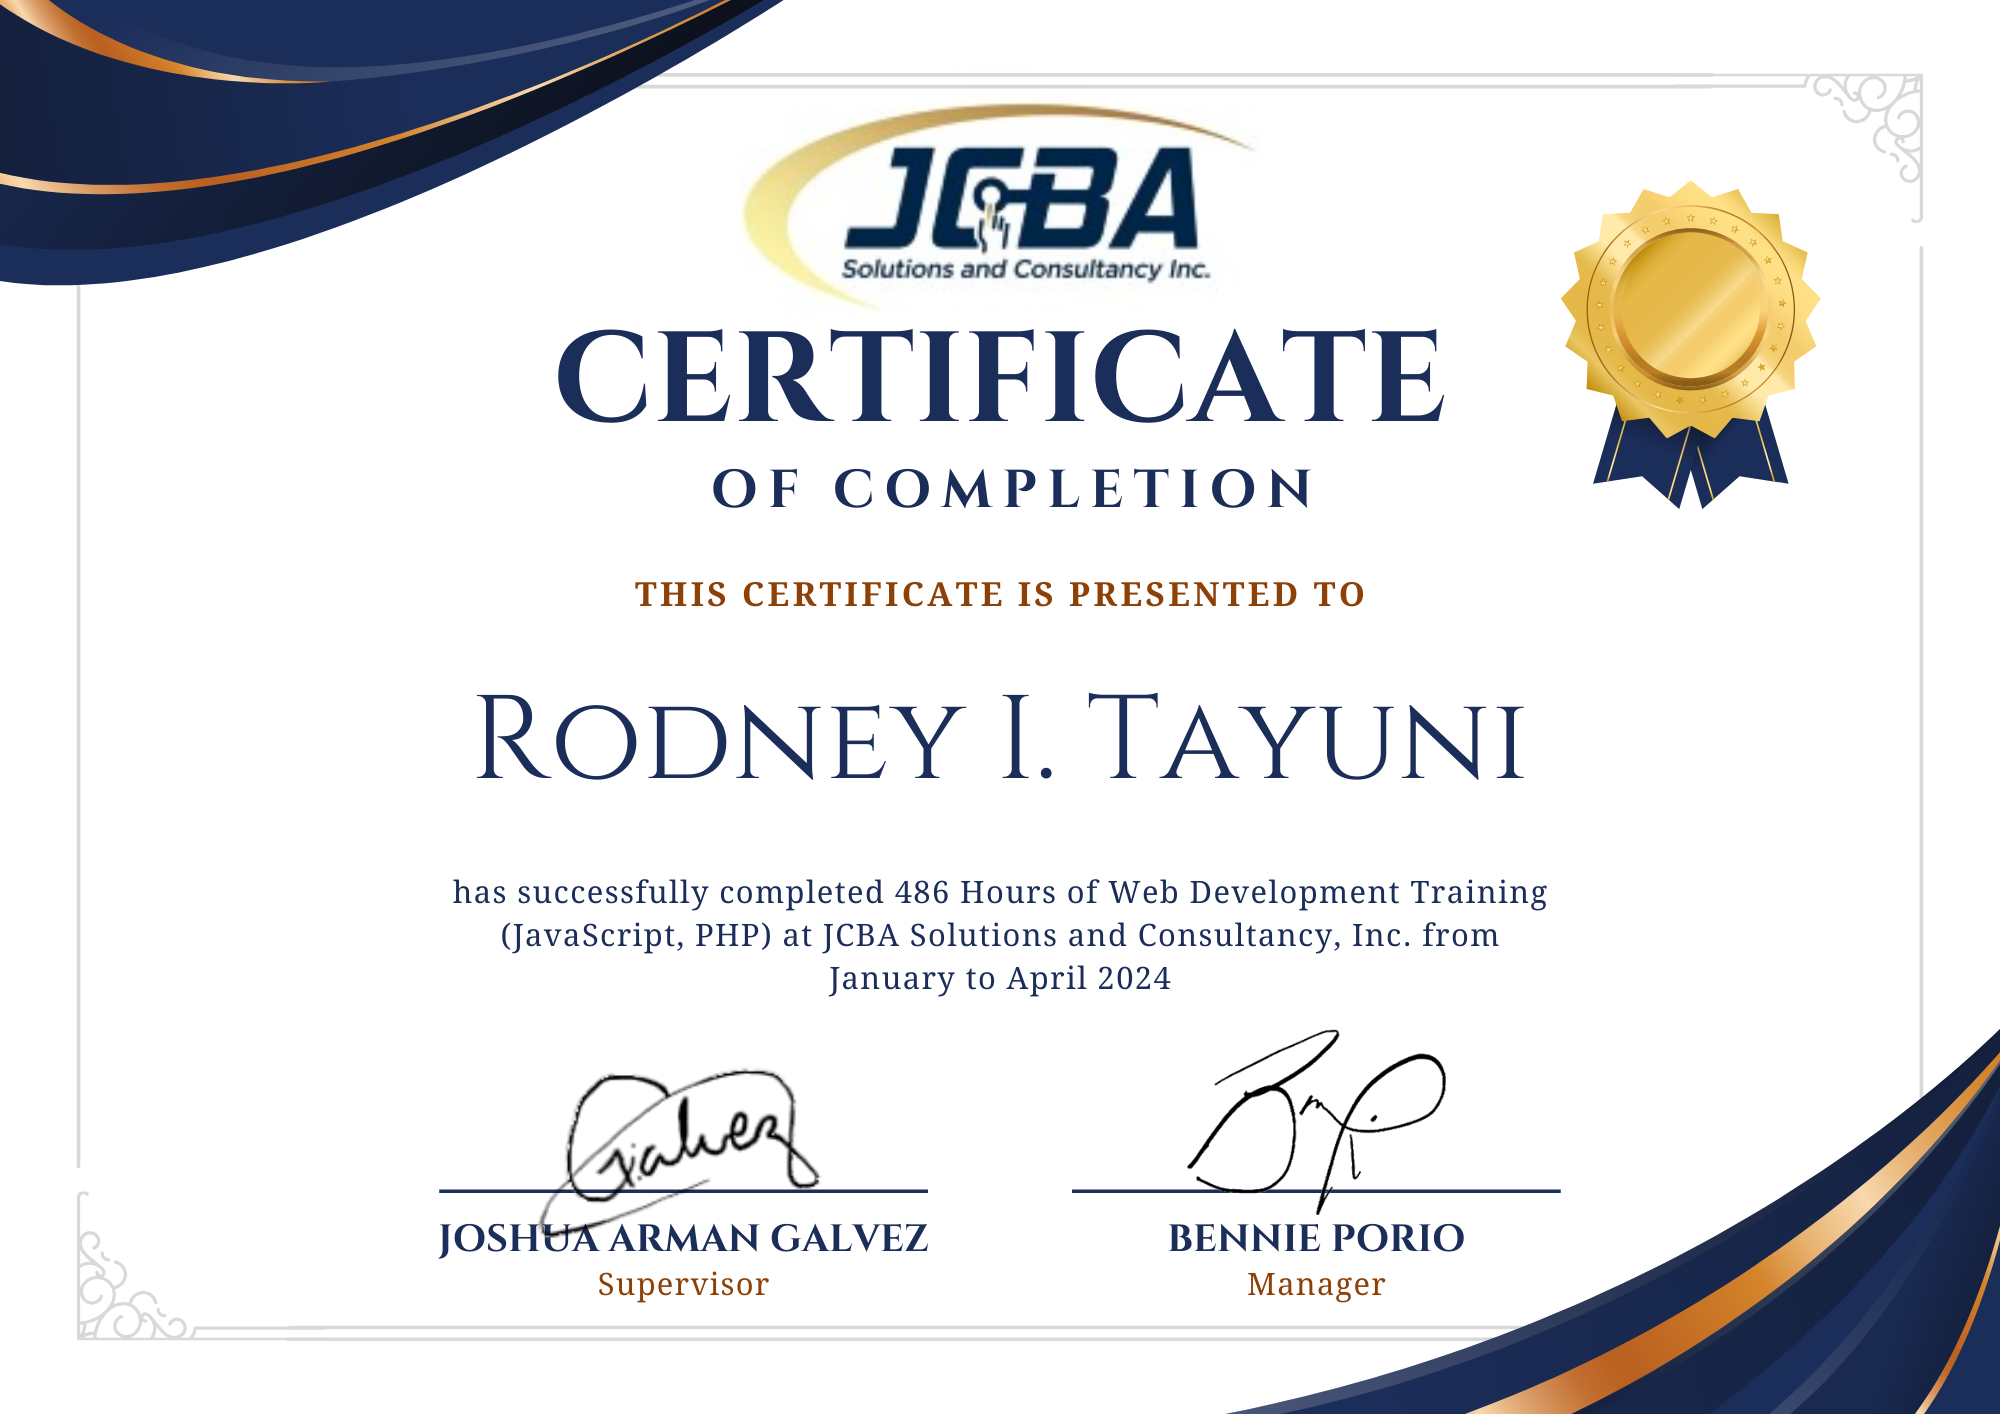 JCBA
Solutions and Consultancy Inc.
CERTIFICATE
OF COMPLETION
THIS CERTIFICATE IS PRESENTED TO
RODNEY I. TAYUNI
has successfully completed 486 Hours of Web Development Training
(JavaScript, PHP) at JCBA Solutions and Consultancy, Inc. from
January to April 2024
Galvez
JOSHUA ARMAN GALVEZ
Supervisor
BENNIE PORIO
Manager